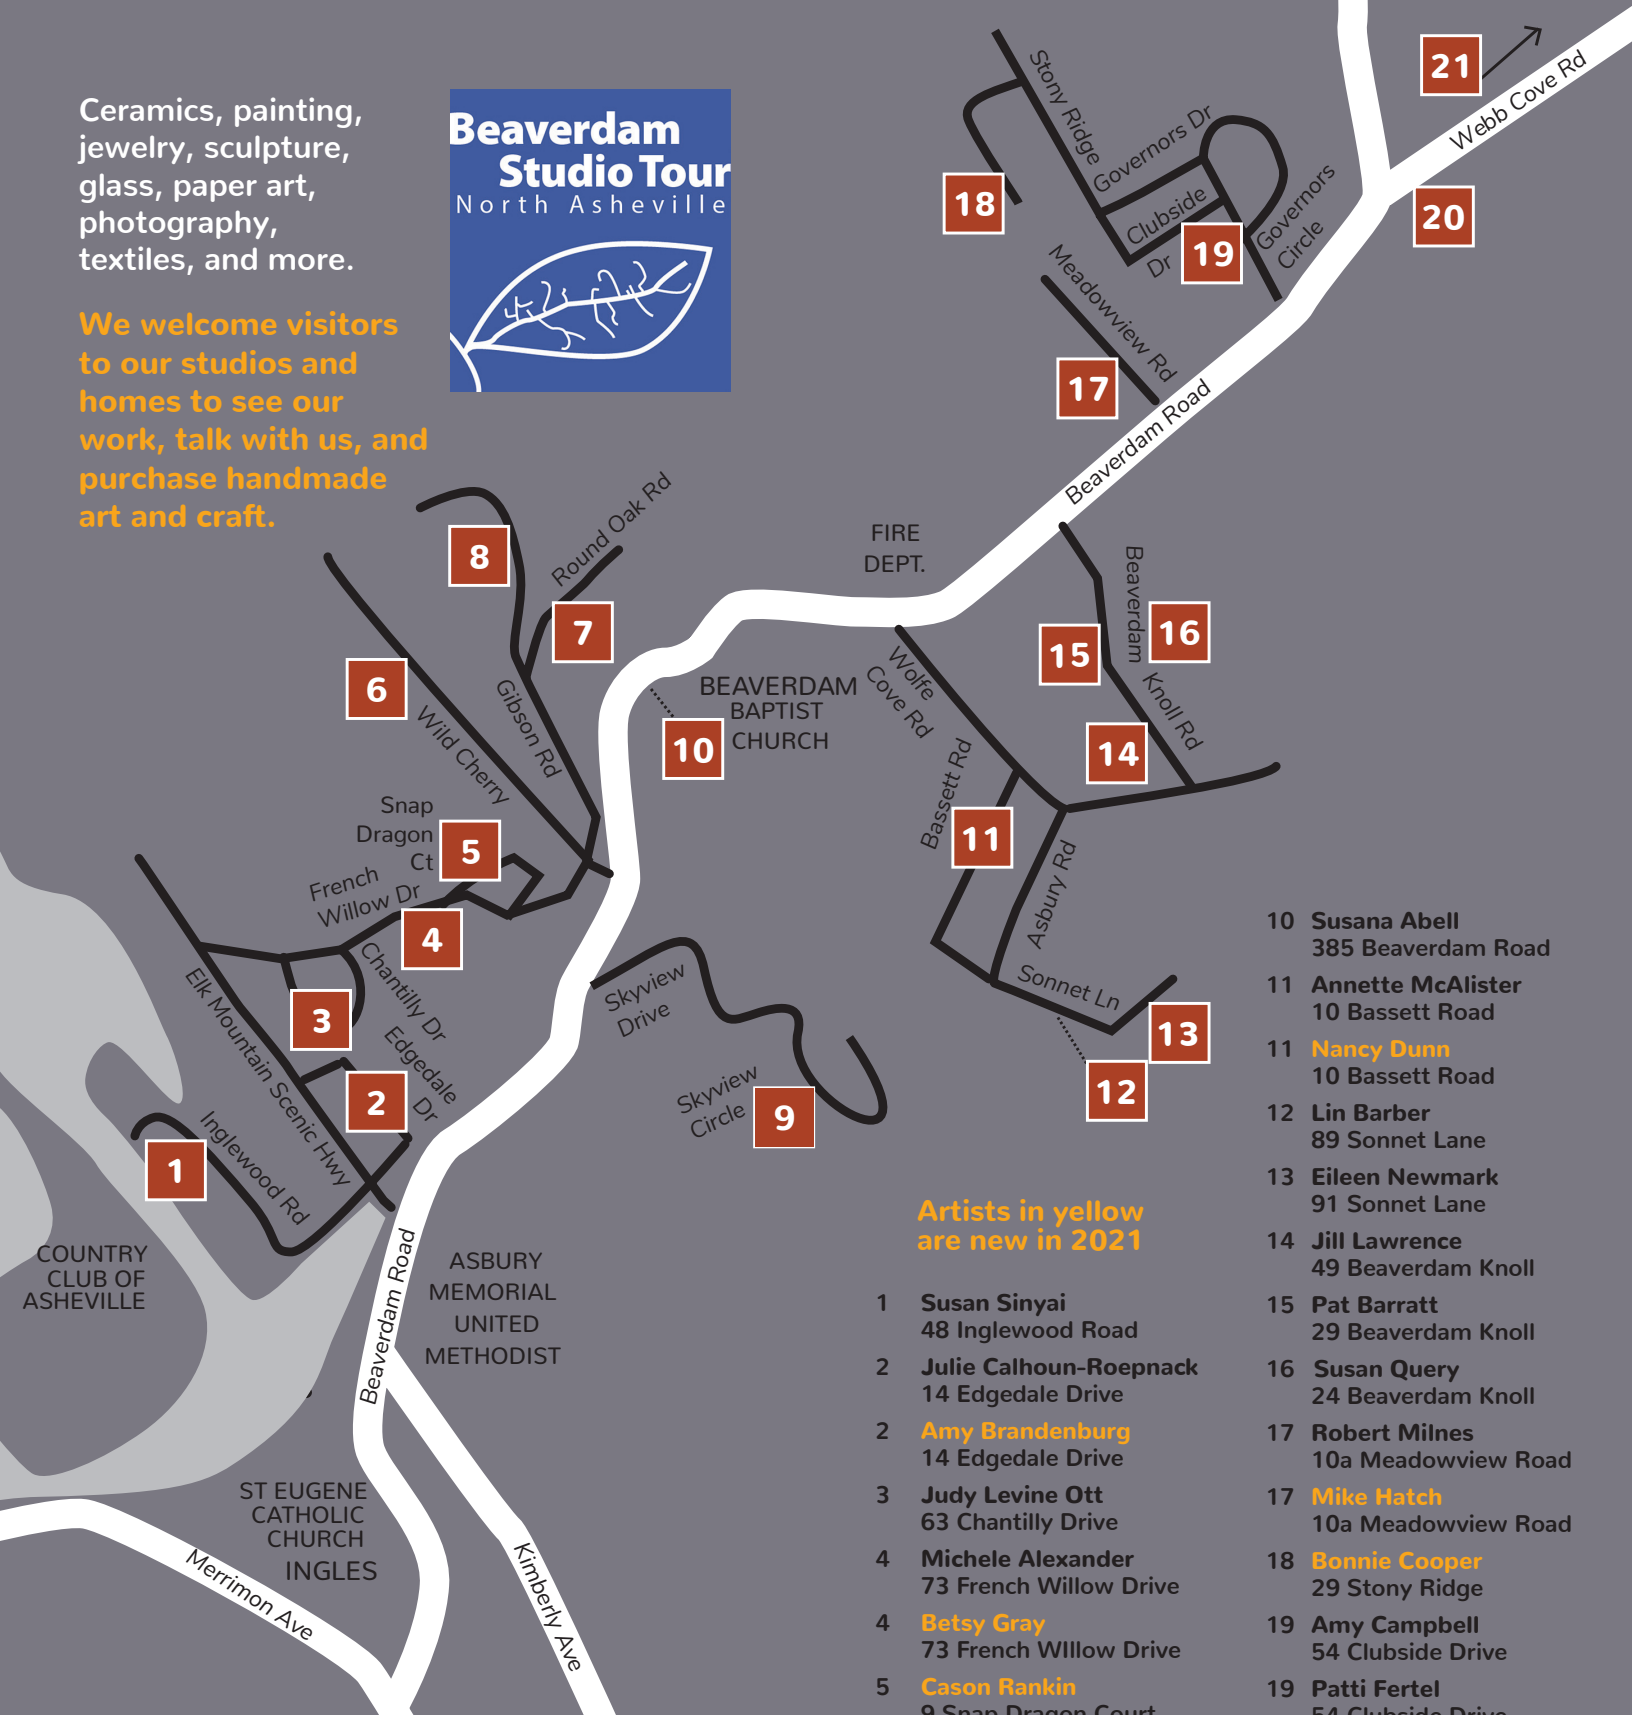 Ceramics, painting,
jewelry, sculpture,
glass, paper art,
photography,
textiles, and more.
We welcome visitors
to our studios and
homes to see our
work, talk with us, and
purchase handmade
art and craft.
Beaverdam
Studio Tour
North Asheville
21
Webb Cove Rd
20
Stony Ridge
Governors Dr
18
Clubside
Dr
19
Governors
Circle
Meadowview Rd
17
Beaverdam Road
FIRE
DEPT.
8
Round Oak Rd
7
6
Gibson Rd
Wild Cherry
BEAVERDAM
BAPTIST
CHURCH
10
Wolfe
Cove Rd
Beaverdam
Knoll Rd
16
15
14
Bassett Rd
11
Asbury Rd
Sonnet Ln
13
12
Snap
Dragon
Ct
5
French
Willow Dr
4
Chantilly Dr
3
Elk Mountain Scenic Hwy
Edgedale
Dr
2
Inglewood Rd
1
Skyview
Drive
Skyview
Circle
9
COUNTRY
CLUB OF
ASHEVILLE
Beaverdam Road
ASBURY
MEMORIAL
UNITED
METHODIST
ST EUGENE
CATHOLIC
CHURCH
INGLES
Merrimon Ave
Kimberly Ave
Artists in yellow
are new in 2021
1 Susan Sinyai
48 Inglewood Road
2 Julie Calhoun-Roepnack
14 Edgedale Drive
2 Amy Brandenburg
14 Edgedale Drive
3 Judy Levine Ott
63 Chantilly Drive
4 Michele Alexander
73 French Willow Drive
4 Betsy Gray
73 French WIllow Drive
5 Cason Rankin
9 Snap Dragon Court
10 Susana Abell
385 Beaverdam Road
11 Annette McAlister
10 Bassett Road
11 Nancy Dunn
10 Bassett Road
12 Lin Barber
89 Sonnet Lane
13 Eileen Newmark
91 Sonnet Lane
14 Jill Lawrence
49 Beaverdam Knoll
15 Pat Barratt
29 Beaverdam Knoll
16 Susan Query
24 Beaverdam Knoll
17 Robert Milnes
10a Meadowview Road
17 Mike Hatch
10a Meadowview Road
18 Bonnie Cooper
29 Stony Ridge
19 Amy Campbell
54 Clubside Drive
19 Patti Fertel
54 Clubside Drive